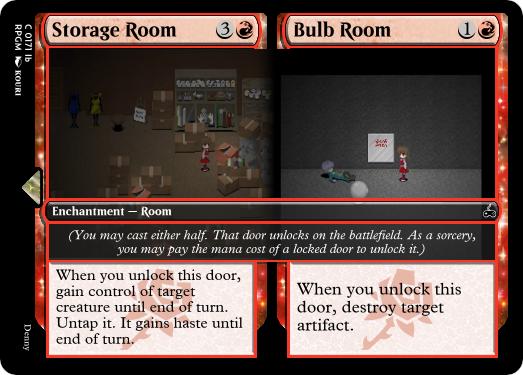 Storage Room
3
Bulb Room
1
C 0171 lb
RPGM KOURI
Enchantment — Room
(You may cast either half. That door unlocks on the battlefield. As a sorcery,
you may pay the mana cost of a locked door to unlock it.)
When you unlock this door,
gain control of target
creature until end of turn.
Untap it. It gains haste until
end of turn.
When you unlock this
door, destroy target
artifact.
Denny